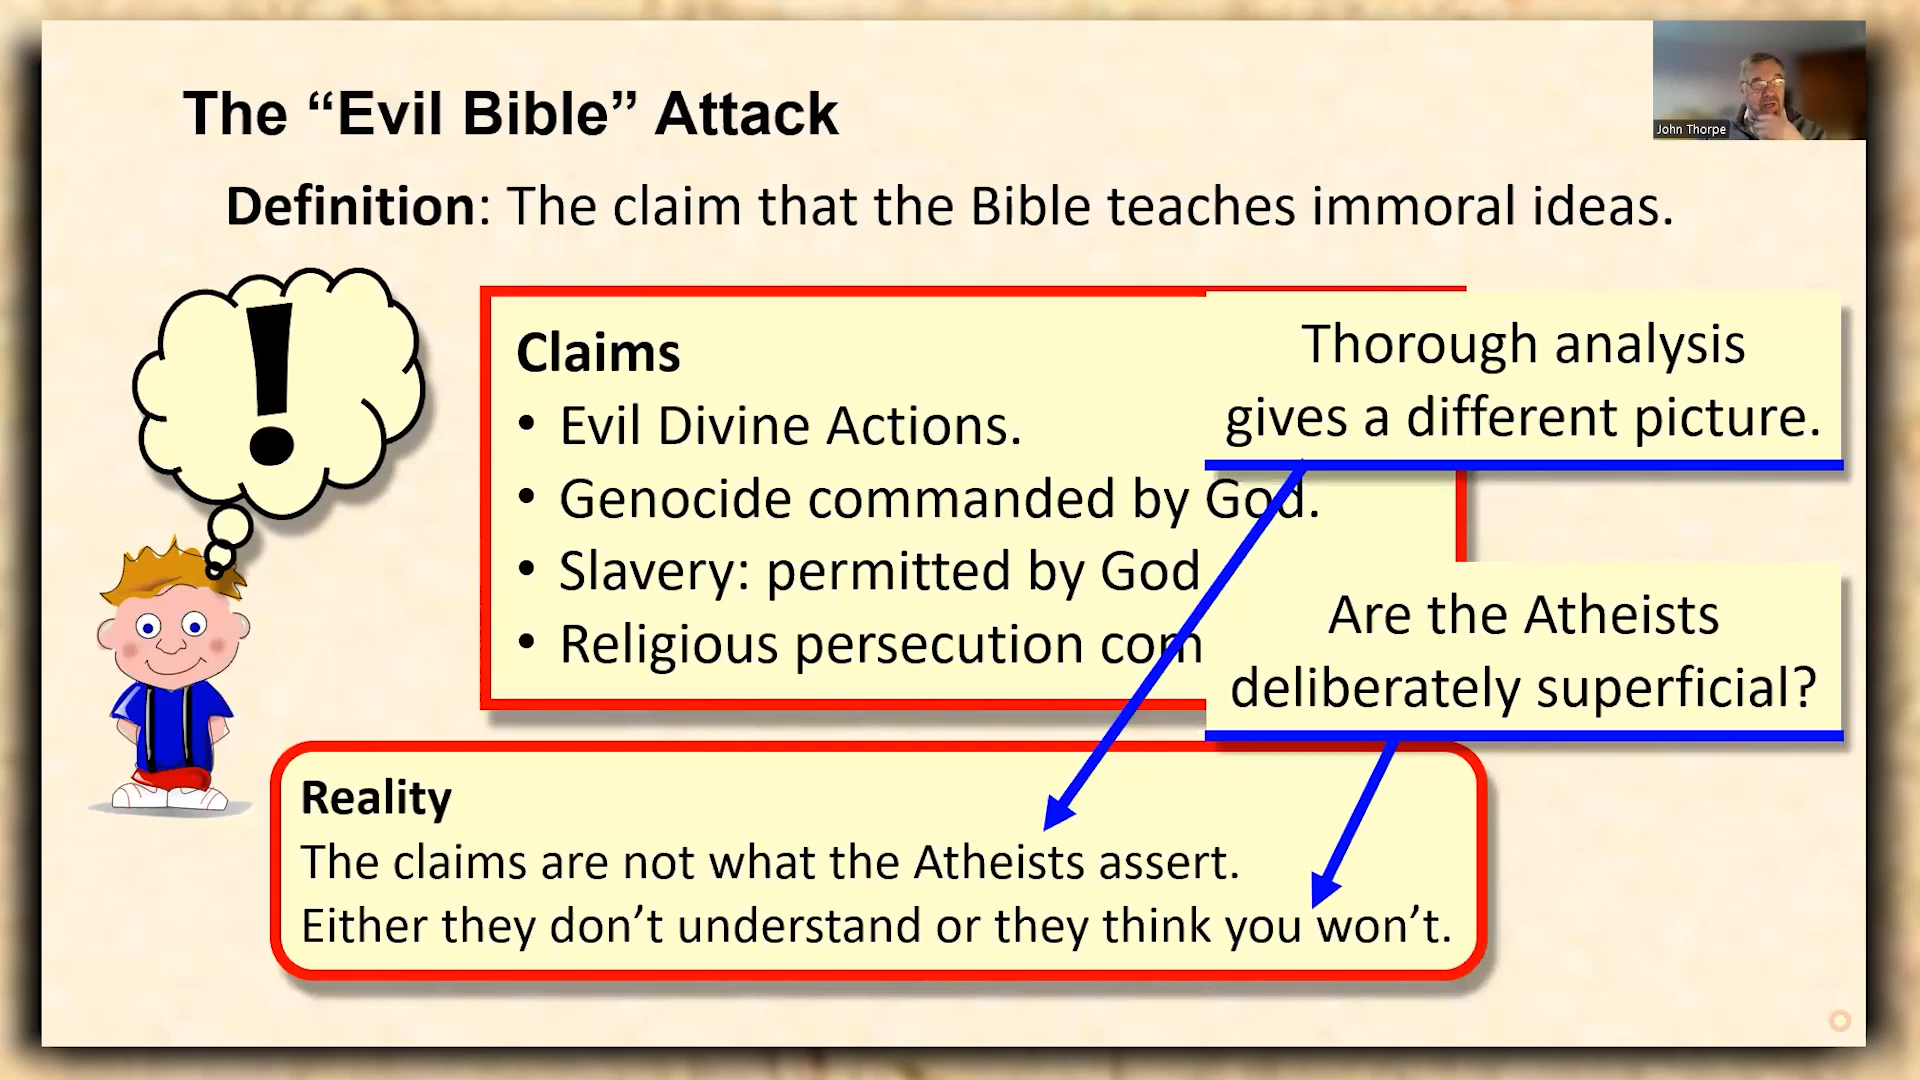 The “Evil Bible” Attack
John Thorpe
Definition: The claim that the Bible teaches immoral ideas.
!
Claims
• Evil Divine Actions.
• Genocide commanded by God.
• Slavery: permitted by God
• Religious persecution com
Thorough analysis
gives a different picture.
Are the Atheists
deliberately superficial?
Reality
The claims are not what the Atheists assert.
Either they don’t understand or they think you won’t.